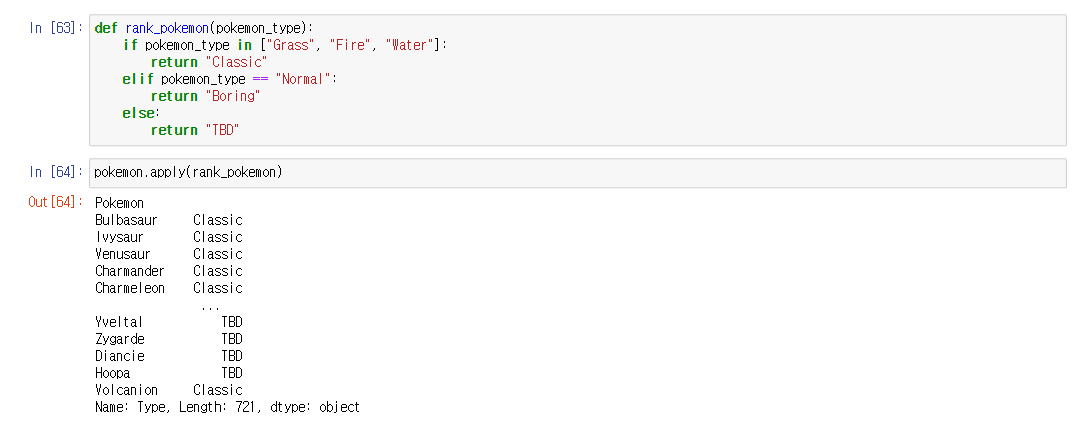 In [63]: def rank_pokemon(pokemon_type):
    if pokemon_type in ["Grass", "Fire", "Water"]:
        return "Classic"
    elif pokemon_type == "Normal":
        return "Boring"
    else:
        return "TBD"
In [64]: pokemon.apply(rank_pokemon)
Out[64]: Pokemon
Bulbasaur     Classic
Ivysaur       Classic
Venusaur      Classic
Charmander    Classic
Charmeleon    Classic
               ...
Yveltal           TBD
Zygarde           TBD
Diancie           TBD
Hoopa             TBD
Volcanion     Classic
Name: Type, Length: 721, dtype: object